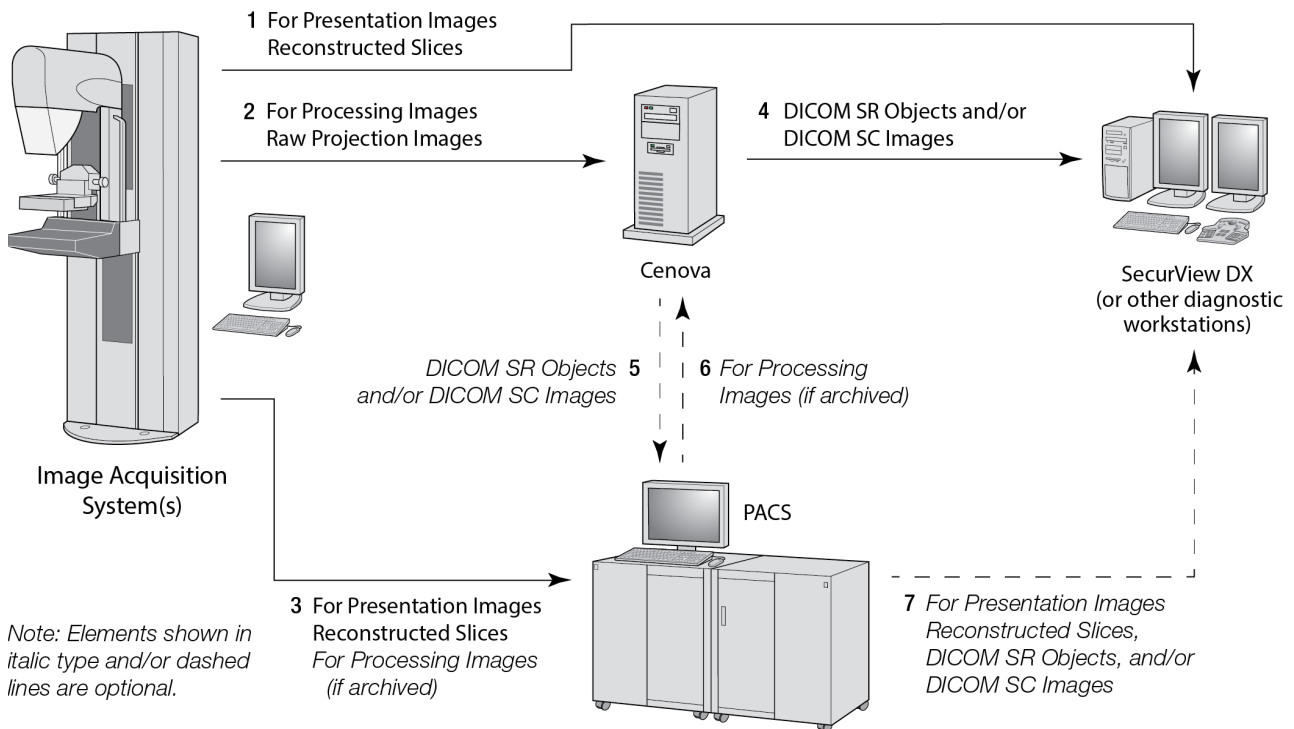 1 For Presentation Images
Reconstructed Slices
2 For Processing Images
Raw Projection Images
4 DICOM SR Objects and/or
DICOM SC Images
Cenova
SecurView DX
(or other diagnostic
workstations)
DICOM SR Objects 5
and/or DICOM SC Images
6 For Processing
Images (if archived)
Image Acquisition
System(s)
PACS
3 For Presentation Images
Reconstructed Slices
For Processing Images
(if archived)
7 For Presentation Images
Reconstructed Slices,
DICOM SR Objects, and/or
DICOM SC Images
Note: Elements shown in
italic type and/or dashed
lines are optional.